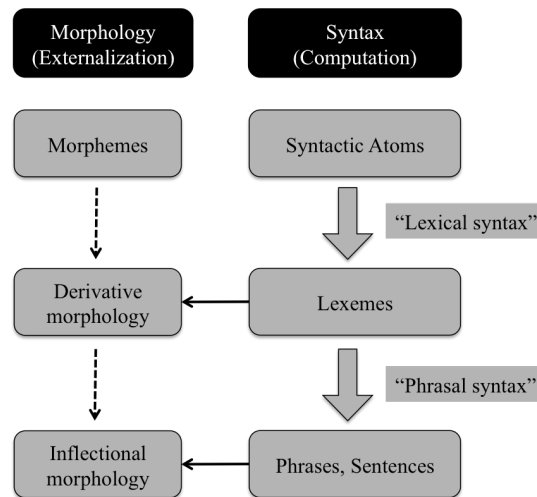 Morphology
(Externalization)
Syntax
(Computation)
Morphemes
Syntactic Atoms
“Lexical syntax”
Derivative
morphology
Lexemes
“Phrasal syntax”
Inflectional
morphology
Phrases, Sentences